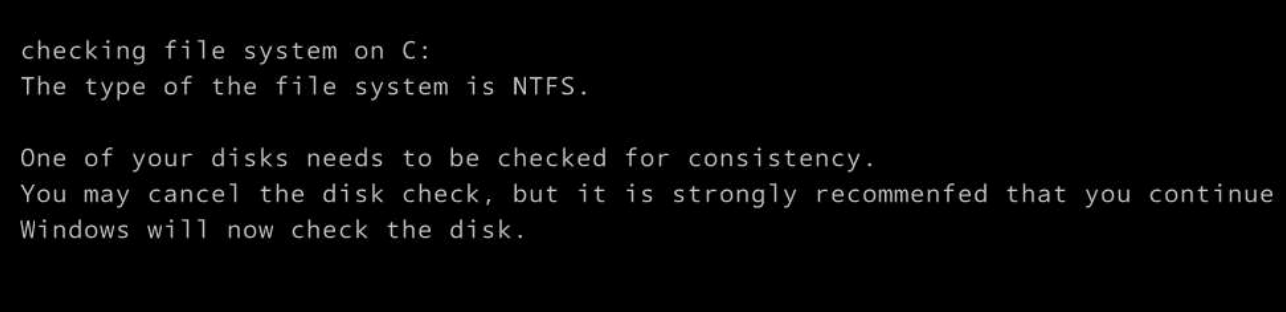 checking file system on C:
The type of the file system is NTFS.
One of your disks needs to be checked for consistency.
You may cancel the disk check, but it is strongly recommenfed that you continue
Windows will now check the disk.